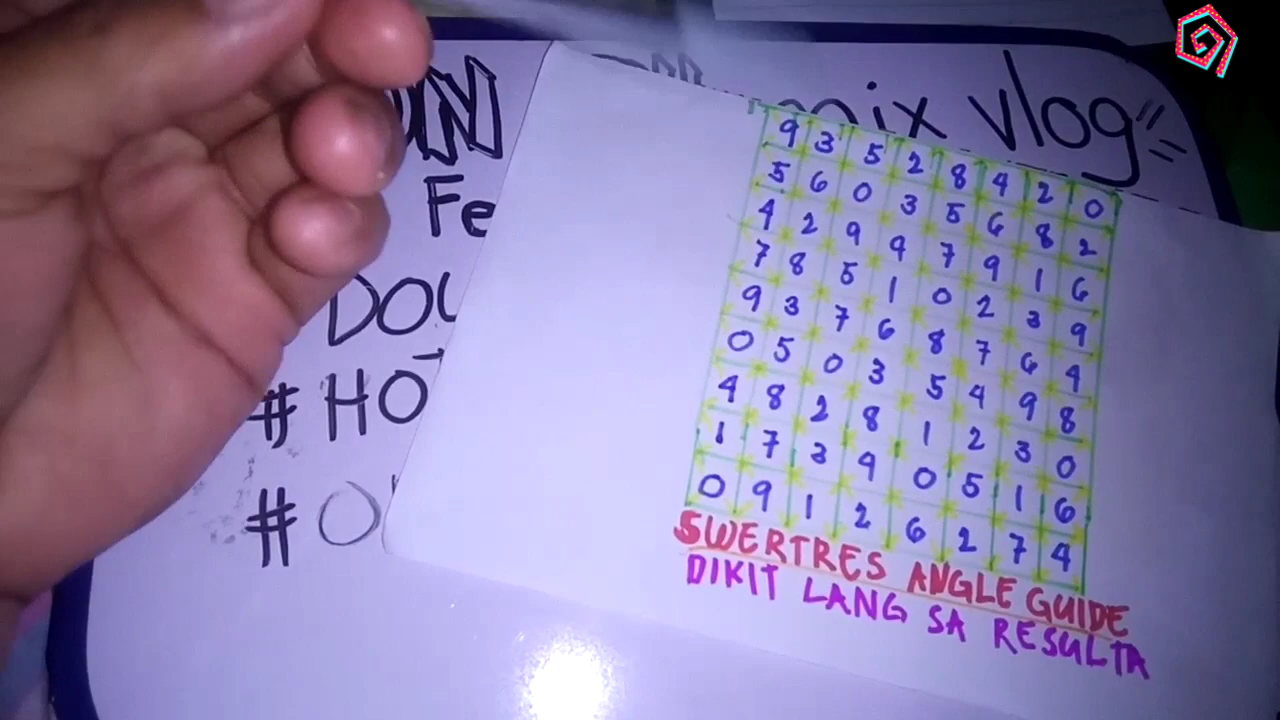 mix vlog
Fe
DOU
# HOT
# O
9 3 5 2 8 4 2 0
5 6 0 3 5 6 8 2
4 2 9 4 7 9 1 6
7 8 5 1 0 2 3 9
9 3 7 6 8 7 6 4
0 5 0 3 5 4 9 8
4 8 2 8 1 2 3 0
1 7 3 4 0 5 1 6
0 9 1 2 6 2 7 4
SWERTRES ANGLE GUIDE
DIKIT LANG SA RESULTA